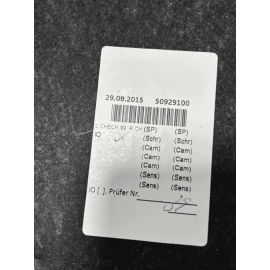 29.09.2015 50929100
CHECK 99 R CH (SP) (SP)
IO (Schr) (Schr)
(Cam) (Cam)
(Cam) (Cam)
(Cam) (Cam)
(Sens) (Sens)
(Sens) (Sens)
iO [ ], Prüfer Nr.